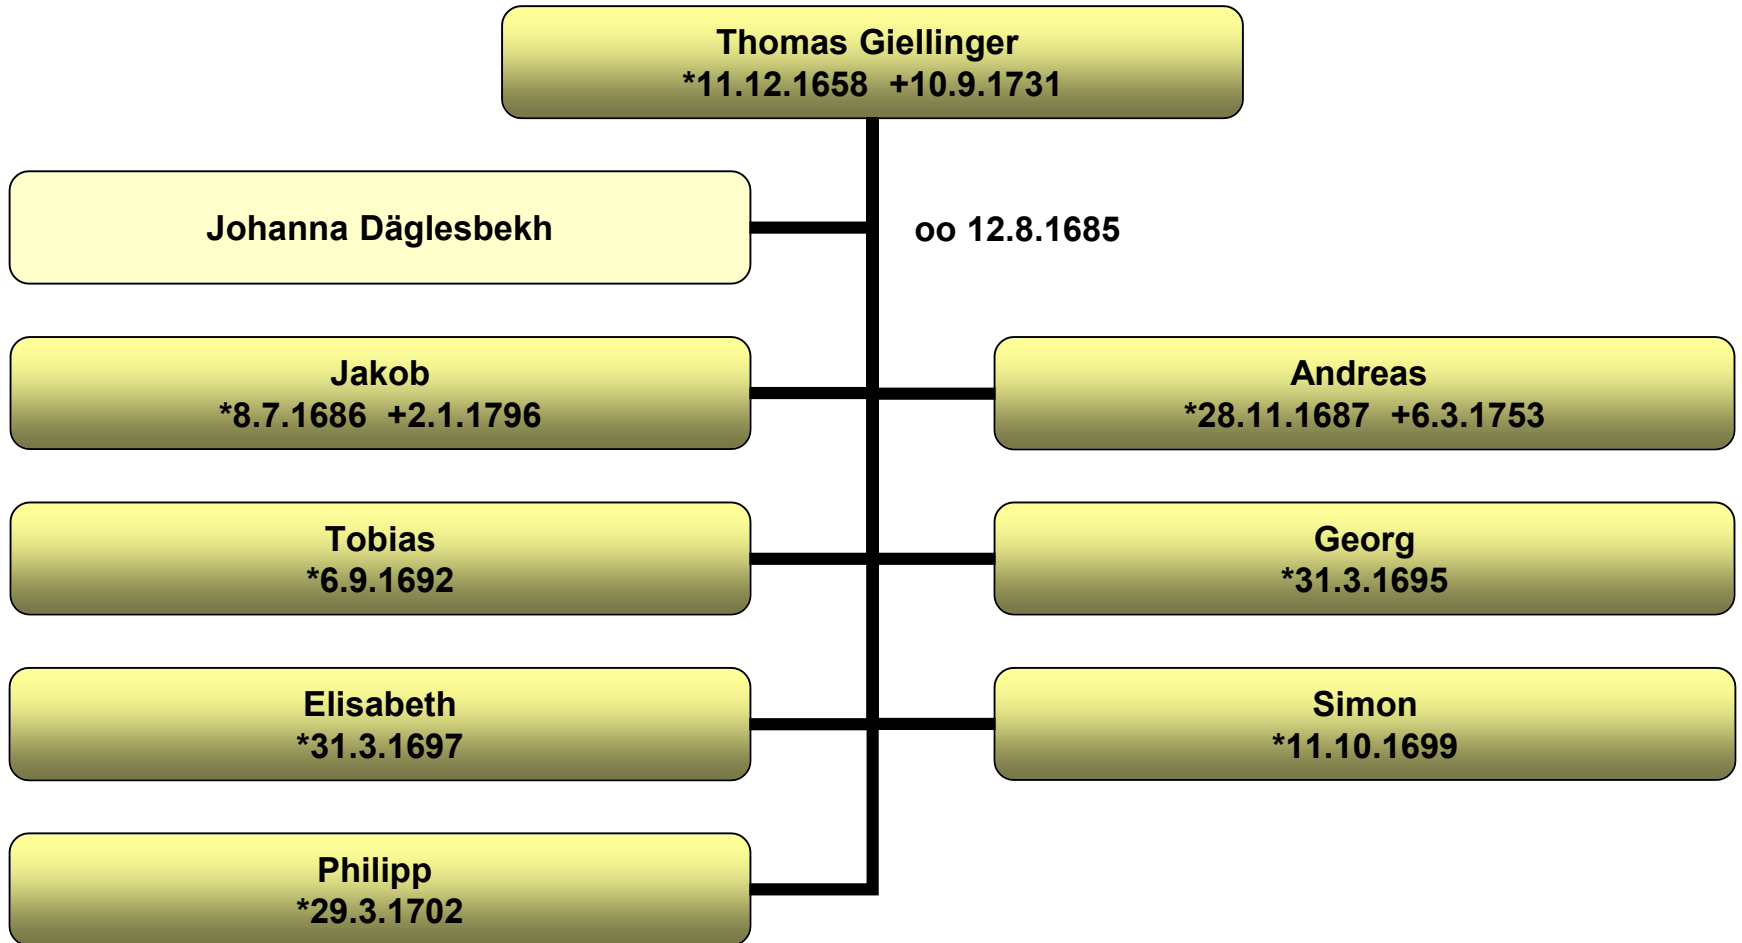 Thomas Giellinger
*11.12.1658 +10.9.1731
Johanna Däglesbekh
oo 12.8.1685
Jakob
*8.7.1686 +2.1.1796
Andreas
*28.11.1687 +6.3.1753
Tobias
*6.9.1692
Georg
*31.3.1695
Elisabeth
*31.3.1697
Simon
*11.10.1699
Philipp
*29.3.1702